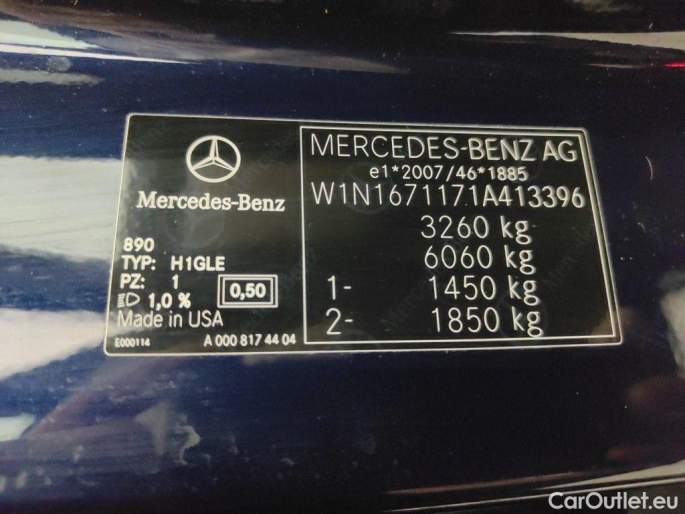 Mercedes-Benz
890
TYP: H1GLE
PZ: 1
1,0 %
0,50
Made in USA
E000114
A 000 817 44 04
MERCEDES-BENZ AG
e1*2007/46*1885
W1N1671171A413396
3260 kg
6060 kg
1- 1450 kg
2- 1850 kg
CarOutlet.eu